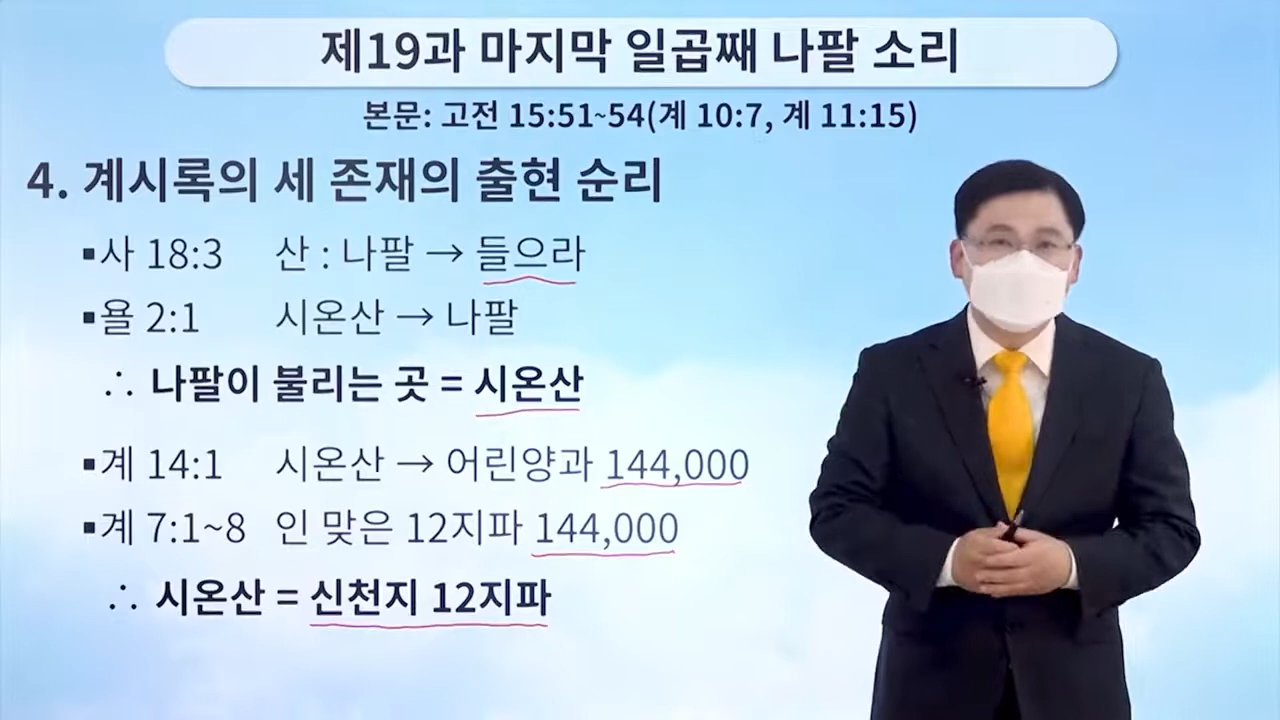 제19과 마지막 일곱째 나팔 소리
본문: 고전 15:51~54(계 10:7, 계 11:15)
4. 계시록의 세 존재의 출현 순리
▪사 18:3 산 : 나팔 → 들으라
▪욜 2:1 시온산 → 나팔
∴ 나팔이 불리는 곳 = 시온산
▪계 14:1 시온산 → 어린양과 144,000
▪계 7:1~8 인 맞은 12지파 144,000
∴ 시온산 = 신천지 12지파